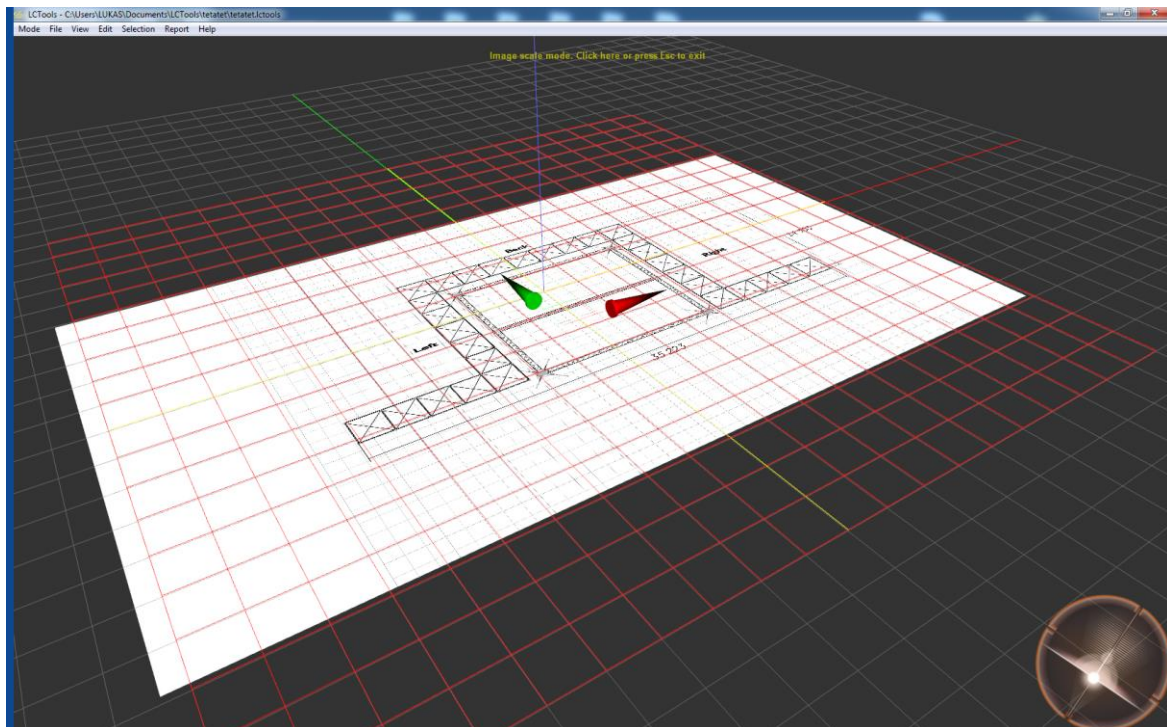 LCTools - C:\Users\LUKAS\Documents\LCTools\tetatet\tetatet.lctools
Mode File View Edit Selection Report Help
Image scale mode. Click here or press Esc to exit
Back
Right
Left
35.223